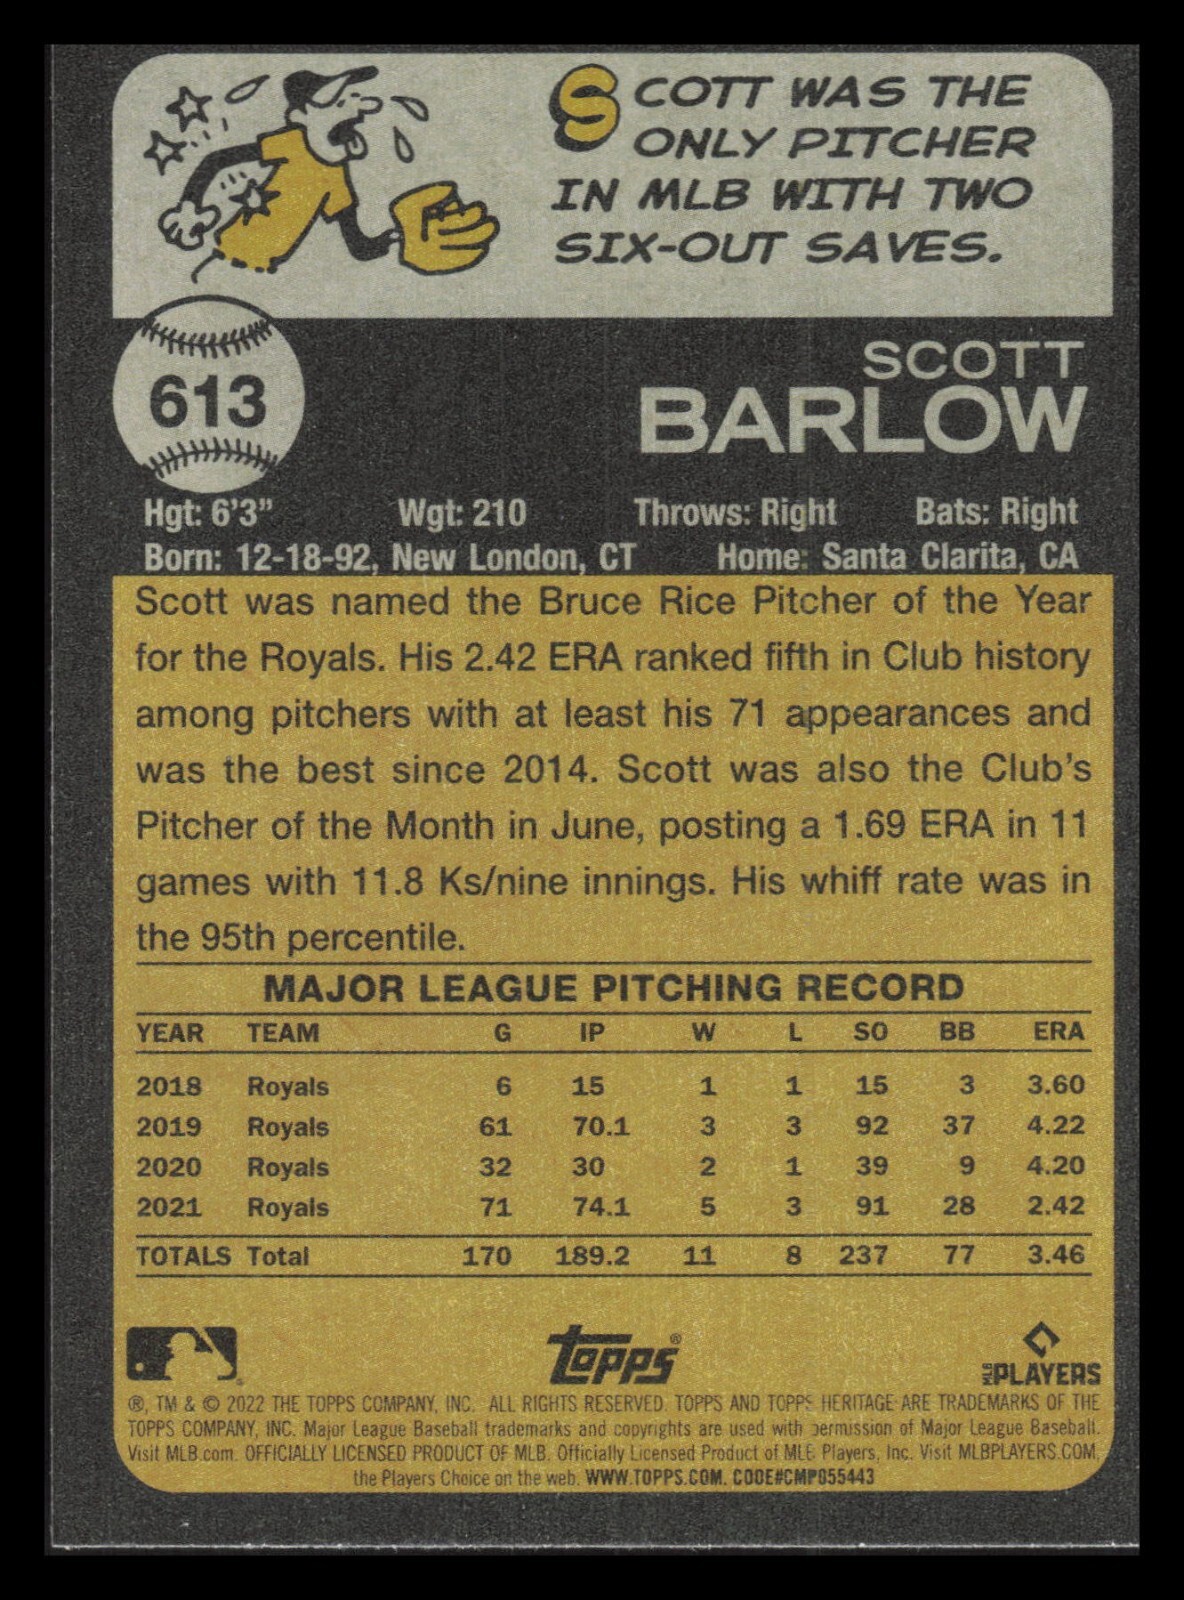 SCOTT WAS THE
ONLY PITCHER
IN MLB WITH TWO
SIX-OUT SAVES.
613
SCOTT
BARLOW
Hgt: 6'3” Wgt: 210 Throws: Right Bats: Right
Born: 12-18-92, New London, CT Home: Santa Clarita, CA
Scott was named the Bruce Rice Pitcher of the Year
for the Royals. His 2.42 ERA ranked fifth in Club history
among pitchers with at least his 71 appearances and
was the best since 2014. Scott was also the Club's
Pitcher of the Month in June, posting a 1.69 ERA in 11
games with 11.8 Ks/nine innings. His whiff rate was in
the 95th percentile.
MAJOR LEAGUE PITCHING RECORD
YEAR TEAM G IP W L SO BB ERA
2018 Royals 6 15 1 1 15 3 3.60
2019 Royals 61 70.1 3 3 92 37 4.22
2020 Royals 32 30 2 1 39 9 4.20
2021 Royals 71 74.1 5 3 91 28 2.42
TOTALS Total 170 189.2 11 8 237 77 3.46
topps® MLB PLAYERS
®, TM & © 2022 THE TOPPS COMPANY, INC. ALL RIGHTS RESERVED. TOPPS AND TOPPS HERITAGE ARE TRADEMARKS OF THE
TOPPS COMPANY, INC. Major League Baseball trademarks and copyrights are used with permission of Major League Baseball.
Visit MLB.com. OFFICIALLY LICENSED PRODUCT OF MLB. Officially Licensed Product of MLB Players, Inc. Visit MLBPLAYERS.COM,
the Players Choice on the web. WWW.TOPPS.COM. CODE#CMP055443